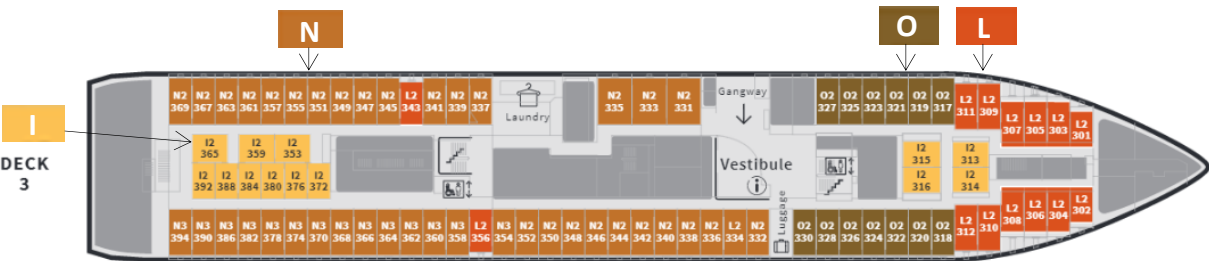 N
O
L
I
DECK
3
N2 N2 N2 N2 N2 N2 N2 N2 N2 N2 L2 N2 N2 N2
369 367 363 361 357 355 351 349 347 345 343 341 339 337
Laundry
N2 N2 N2
335 333 331
Gangway
O2 O2 O2 O2 O2 O2
327 325 323 321 319 317
L2 L2
311 309
L2 L2 L2 L2
307 305 303 301
I2 I2 I2
365 359 353
I2 I2 I2 I2 I2 I2
392 388 384 380 376 372
Vestibule
i
I2 I2
315 313
I2 I2
316 314
N3 N3 N3 N3 N3 N3 N3 N3 N3 N3 N3 N3 N3 L2 N3 N2 N2 N2 N2 N2 N2 N2 N2 N2 L2 N2
394 390 386 382 378 374 370 368 366 364 362 360 358 356 354 352 350 348 346 344 342 340 338 336 334 332
Luggage
O2 O2 O2 O2 O2 O2 O2
330 328 326 324 322 320 318
L2 L2
312 310
L2 L2 L2 L2
308 306 304 302